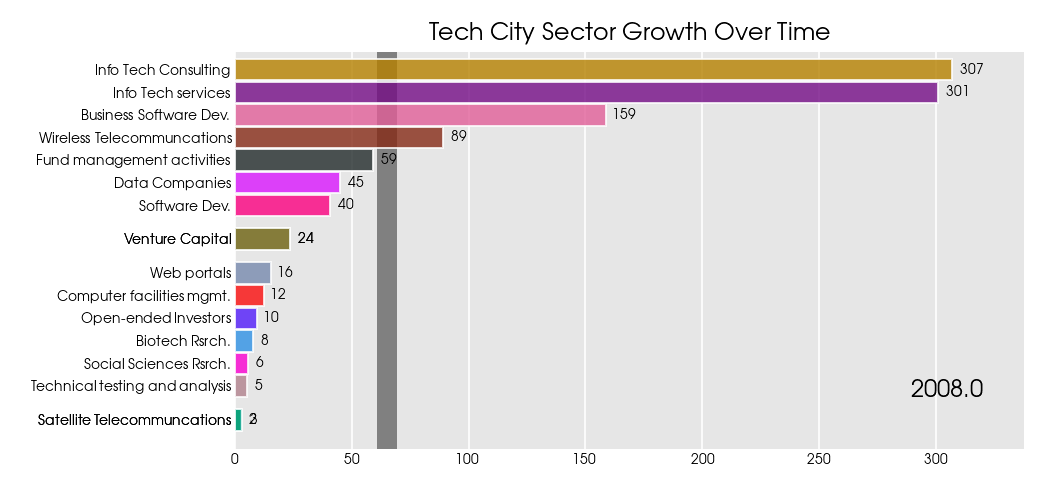 Tech City Sector Growth Over Time
Info Tech Consulting 307
Info Tech services 301
Business Software Dev. 159
Wireless Telecommuncations 89
Fund management activities 59
Data Companies 45
Software Dev. 40
Venture Capital 24
Web portals 16
Computer facilities mgmt. 12
Open-ended Investors 10
Biotech Rsrch. 8
Social Sciences Rsrch. 6
Technical testing and analysis 5
2008.0
Satellite Telecommuncations
0 50 100 150 200 250 300